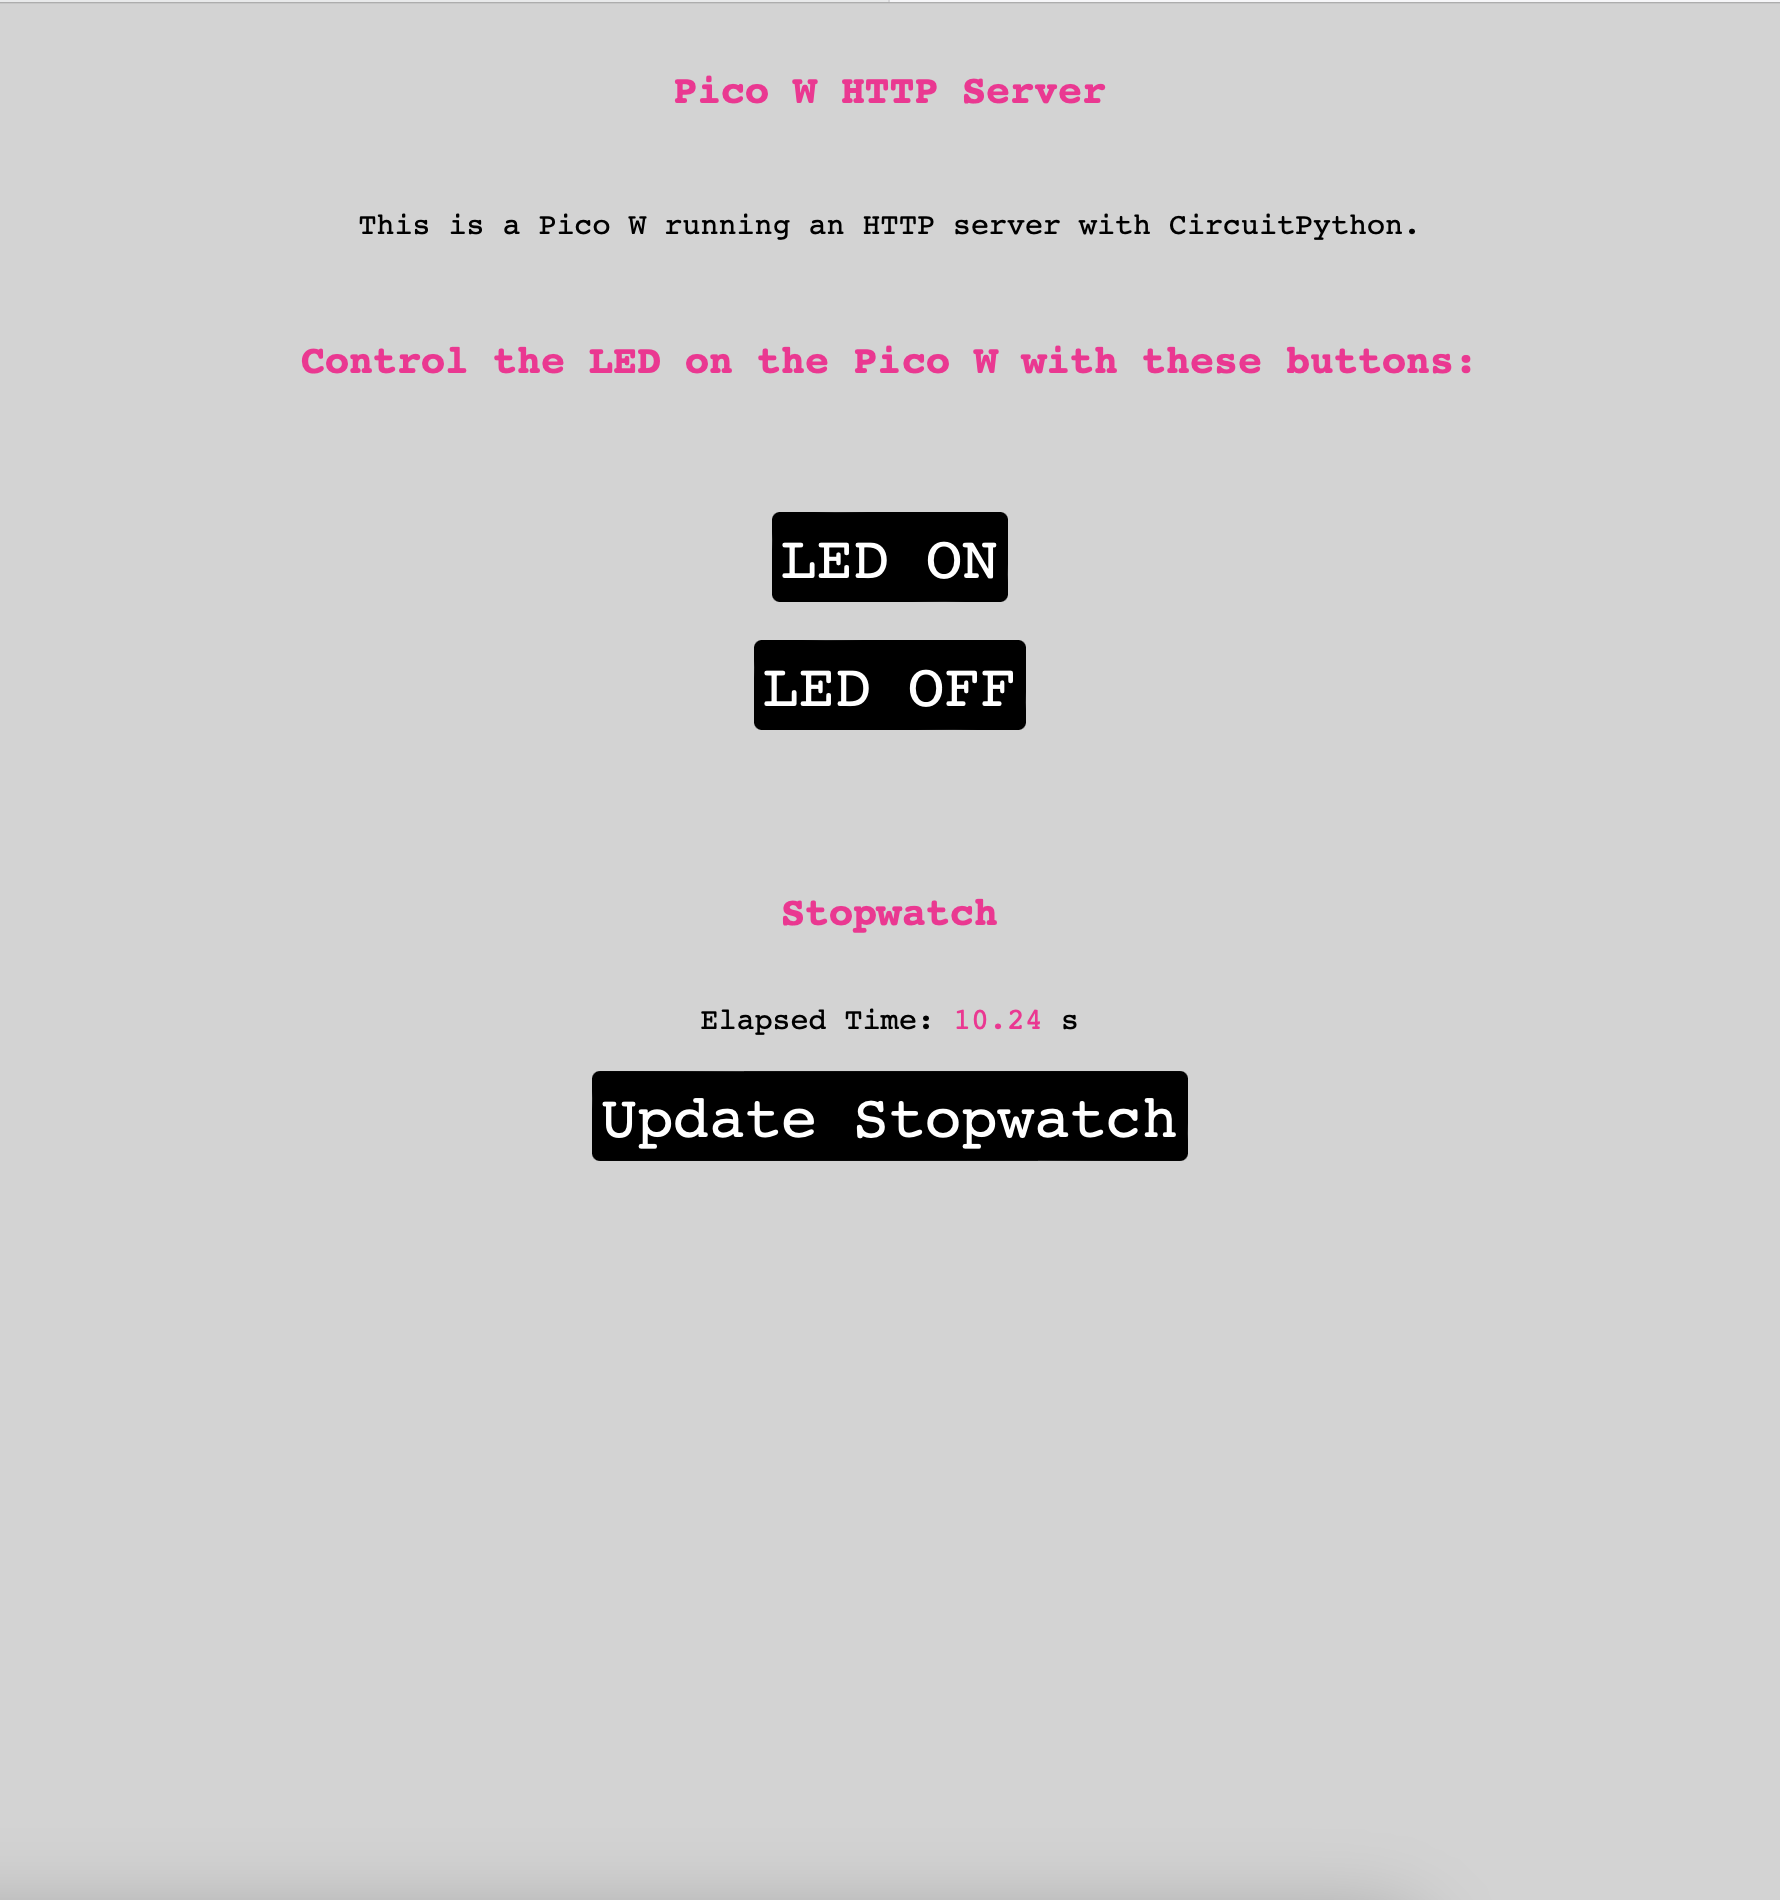 Pico W HTTP Server
This is a Pico W running an HTTP server with CircuitPython.
Control the LED on the Pico W with these buttons:
LED ON
LED OFF
Stopwatch
Elapsed Time: 10.24 s
Update Stopwatch